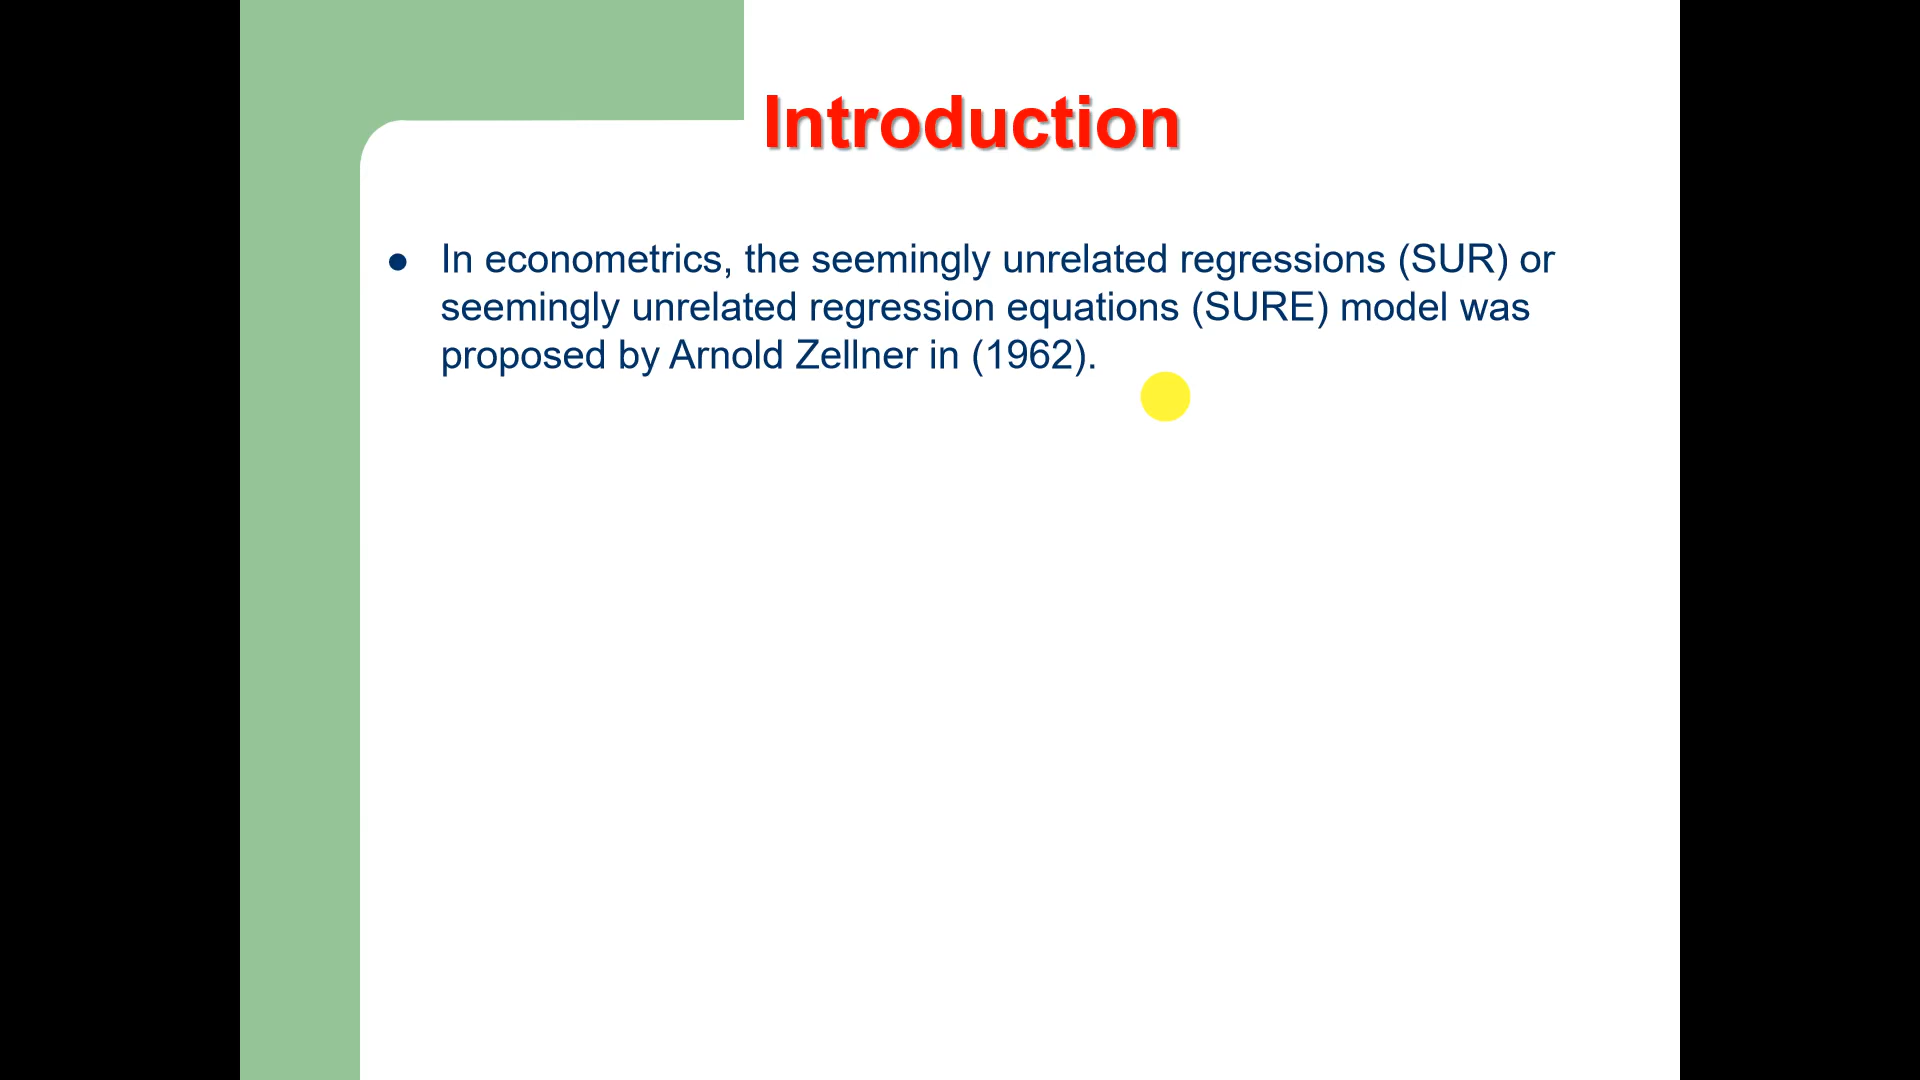 Introduction
● In econometrics, the seemingly unrelated regressions (SUR) or
seemingly unrelated regression equations (SURE) model was
proposed by Arnold Zellner in (1962).